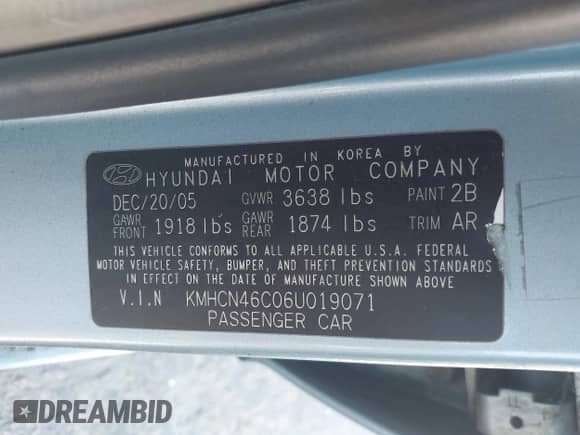 MANUFACTURED IN KOREA BY
HYUNDAI MOTOR COMPANY
DEC/20/05 GVWR 3638 lbs PAINT 2B
GAWR FRONT 1918 lbs GAWR REAR 1874 lbs TRIM AR
THIS VEHICLE CONFORMS TO ALL APPLICABLE U.S.A. FEDERAL
MOTOR VEHICLE SAFETY, BUMPER, AND THEFT PREVENTION STANDARDS
IN EFFECT ON THE DATE OF MANUFACTURE SHOWN ABOVE
V.I.N KMHCN46C06U019071
PASSENGER CAR
DREAMBID